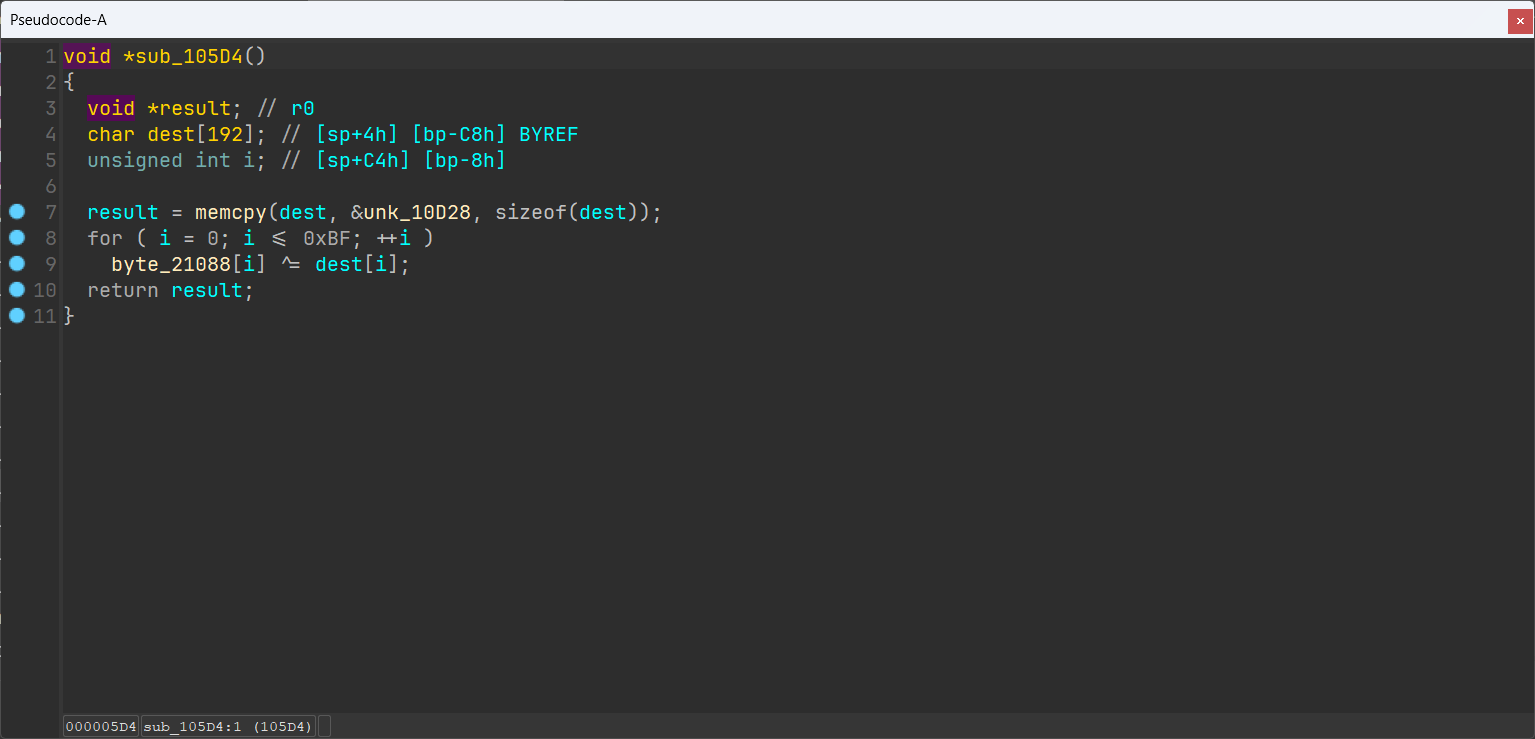 Pseudocode-A
1 void *sub_105D4()
2 {
3   void *result; // r0
4   char dest[192]; // [sp+4h] [bp-C8h] BYREF
5   unsigned int i; // [sp+C4h] [bp-8h]
6
7   result = memcpy(dest, &unk_10D28, sizeof(dest));
8   for ( i = 0; i <= 0xBF; ++i )
9     byte_21088[i] ^= dest[i];
10   return result;
11 }
000005D4 sub_105D4:1 (105D4)